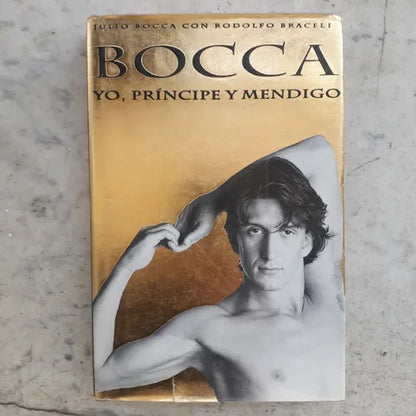 JULIO BOCCA CON RODOLFO BRACELI
BOCCA
YO, PRÍNCIPE Y MENDIGO